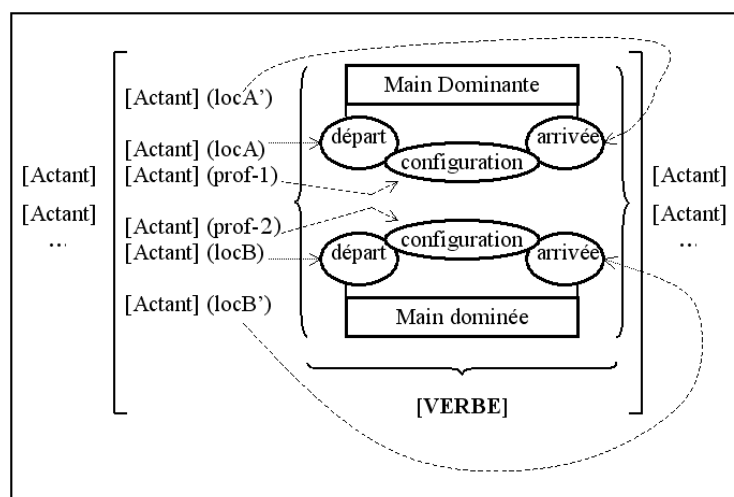 [Actant] (locA’)
Main Dominante
départ
arrivée
[Actant] (locA)
configuration
[Actant]
[Actant] (prof-1)
[Actant]
[Actant]
[Actant] (prof-2)
configuration
[Actant]
...
[Actant] (locB)
départ
arrivée
...
[Actant] (locB’)
Main dominée
[VERBE]